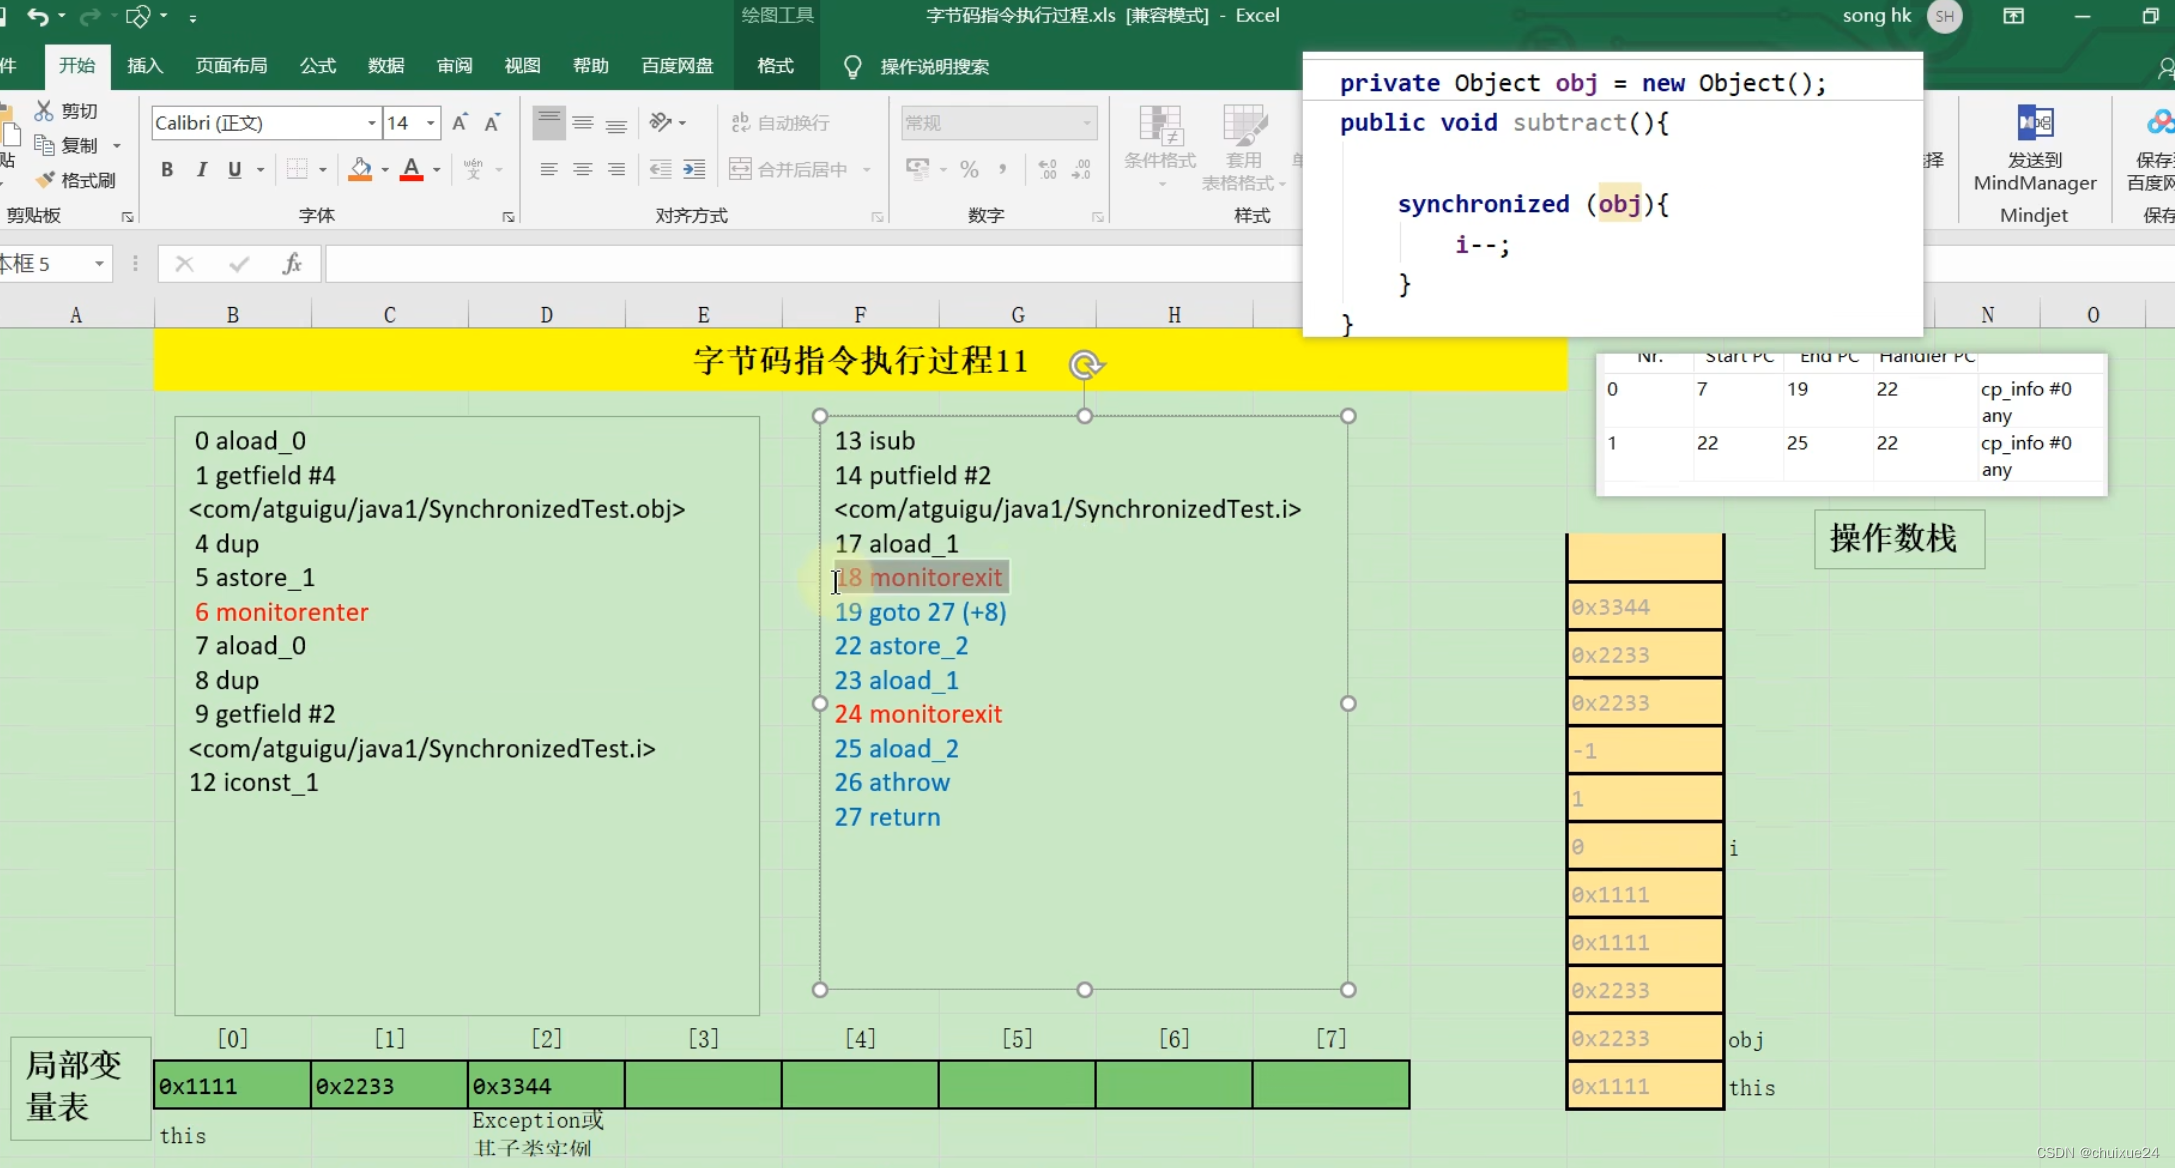 绘图工具
字节码指令执行过程.xls [兼容模式] - Excel
song hk
SH
件
开始
插入
页面布局
公式
数据
审阅
视图
帮助
百度网盘
格式
操作说明搜索
剪切
复制
格式刷
贴
剪贴板
Calibri (正文)
14
B I U
wén
文
字体
自动换行
合并后居中
对齐方式
常规
%
数字
条件格式
套用
表格格式
样式
择
发送到
MindManager
Mindjet
保存到
百度网
保存
private Object obj = new Object();
public void subtract(){
synchronized (obj){
i--;
}
}
本框 5
fx
A B C D E F G H N O
字节码指令执行过程11
Nr. Start PC End PC Handler PC
0 7 19 22 cp_info #0
any
1 22 25 22 cp_info #0
any
0 aload_0
1 getfield #4
<com/atguigu/java1/SynchronizedTest.obj>
4 dup
5 astore_1
6 monitorenter
7 aload_0
8 dup
9 getfield #2
<com/atguigu/java1/SynchronizedTest.i>
12 iconst_1
13 isub
14 putfield #2
<com/atguigu/java1/SynchronizedTest.i>
17 aload_1
18 monitorexit
19 goto 27 (+8)
22 astore_2
23 aload_1
24 monitorexit
25 aload_2
26 athrow
27 return
操作数栈
0x3344
0x2233
0x2233
-1
1
0 i
0x1111
0x1111
0x2233
0x2233 obj
0x1111 this
[0] [1] [2] [3] [4] [5] [6] [7]
局部变
量表
0x1111 0x2233 0x3344
this
Exception或
其子类实例
CSDN @chuixue24